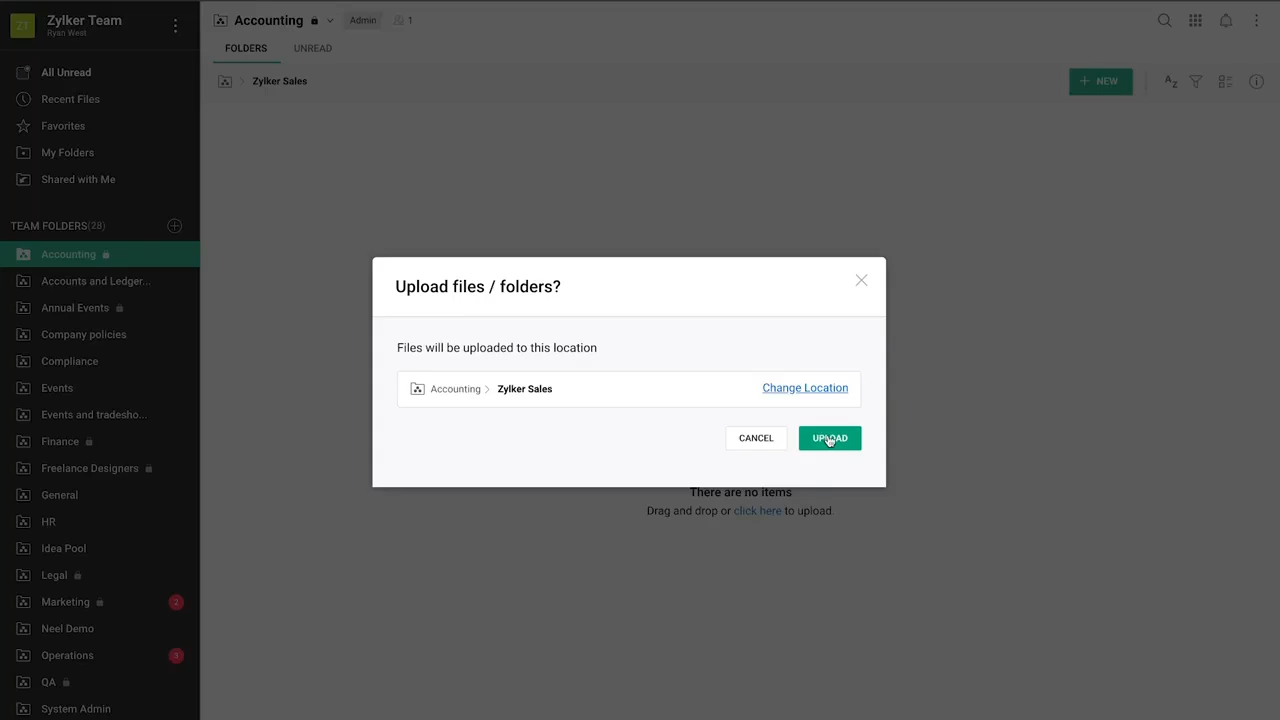 ZT
Zylker Team
Ryan West
All Unread
Recent Files
Favorites
My Folders
Shared with Me
TEAM FOLDERS(28)
Accounting
Accounts and Ledger...
Annual Events
Company policies
Compliance
Events
Events and tradesho...
Finance
Freelance Designers
General
HR
Idea Pool
Legal
Marketing 2
Neel Demo
Operations 3
QA
System Admin
Accounting Admin 1
FOLDERS UNREAD
Zylker Sales
+ NEW
AZ
Upload files / folders?
Files will be uploaded to this location
Accounting > Zylker Sales Change Location
CANCEL UPLOAD
There are no items
Drag and drop or click here to upload.